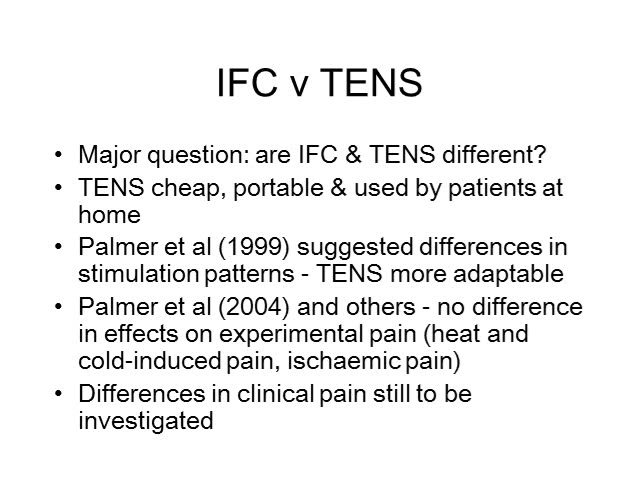 IFC v TENS
• Major question: are IFC & TENS different?
• TENS cheap, portable & used by patients at
home
• Palmer et al (1999) suggested differences in
stimulation patterns - TENS more adaptable
• Palmer et al (2004) and others - no difference
in effects on experimental pain (heat and
cold-induced pain, ischaemic pain)
• Differences in clinical pain still to be
investigated